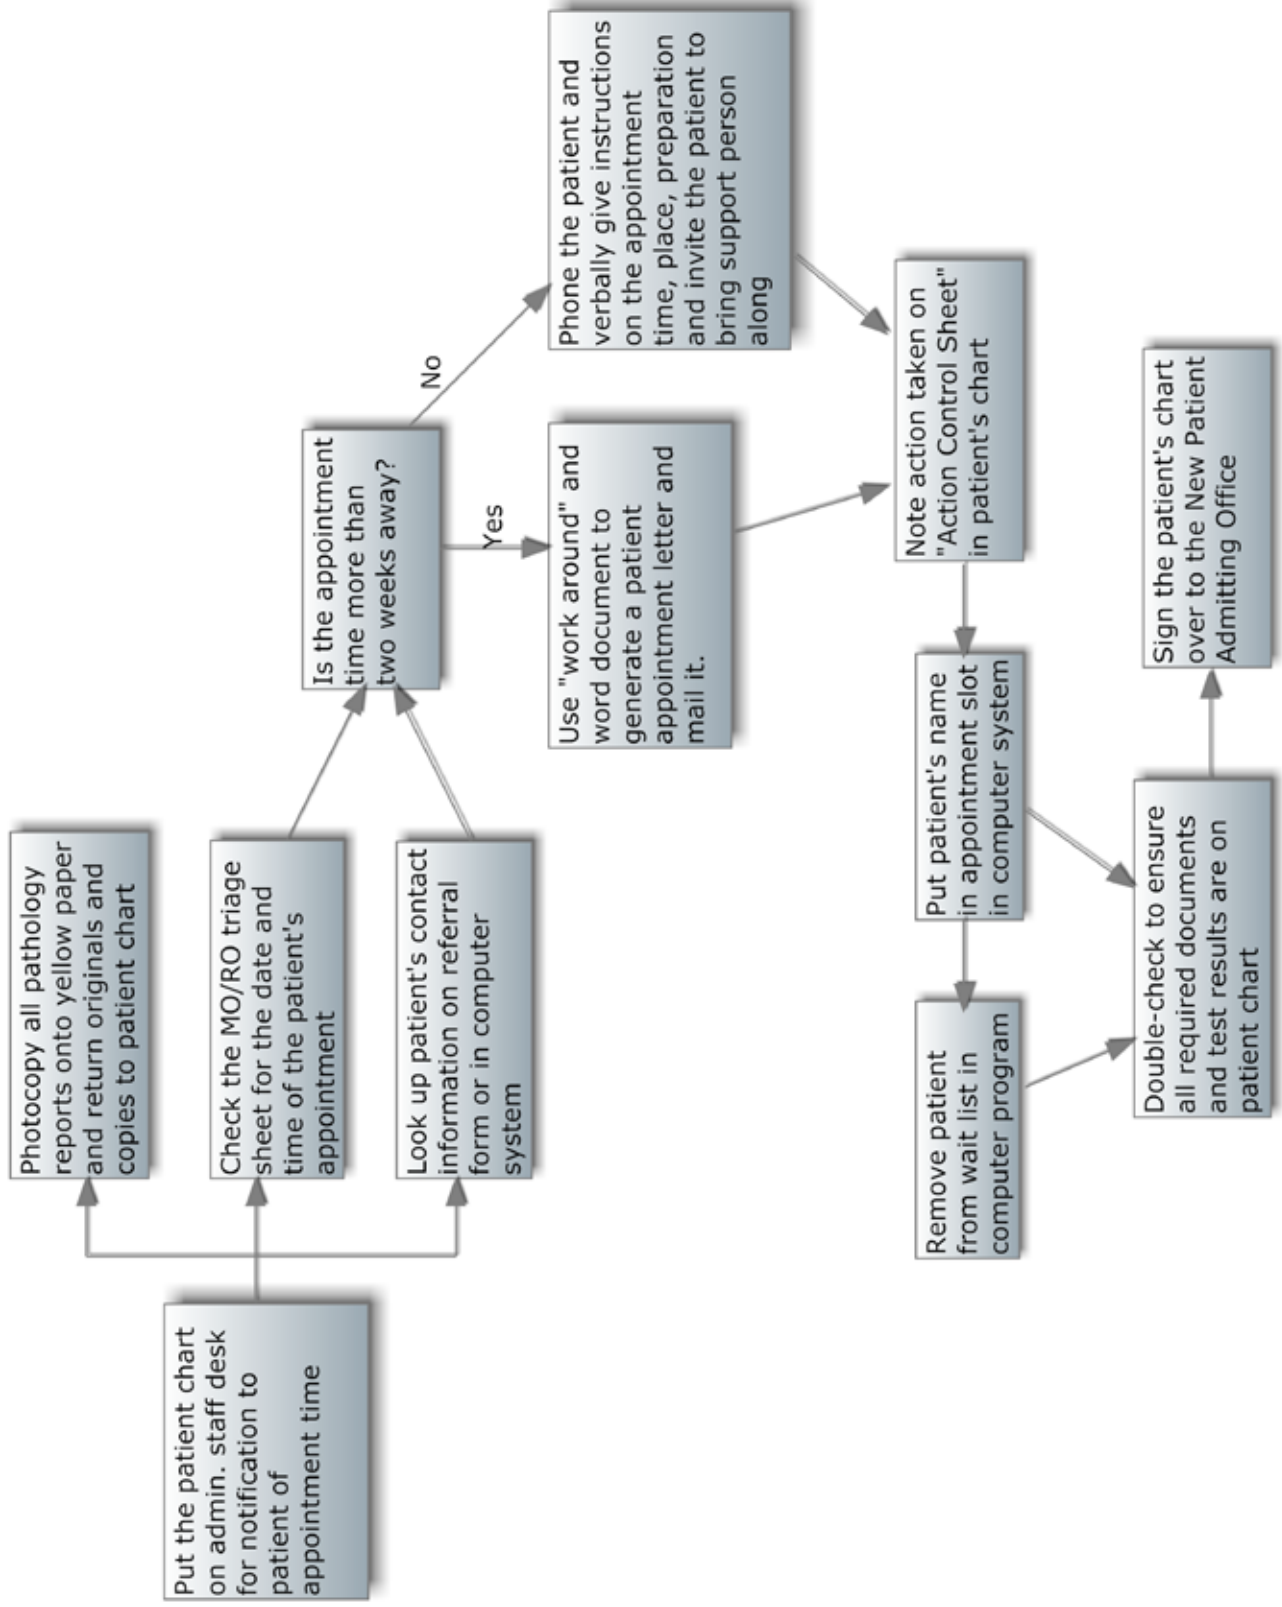 Put the patient chart
on admin. staff desk
for notification to
patient of
appointment time
Photocopy all pathology
reports onto yellow paper
and return originals and
copies to patient chart
Check the MO/RO triage
sheet for the date and
time of the patient's
appointment
Look up patient's contact
information on referral
form or in computer
system
Is the appointment
time more than
two weeks away?
Yes
No
Use "work around" and
word document to
generate a patient
appointment letter and
mail it.
Phone the patient and
verbally give instructions
on the appointment
time, place, preparation
and invite the patient to
bring support person
along
Note action taken on
"Action Control Sheet"
in patient's chart
Put patient's name
in appointment slot
in computer system
Remove patient
from wait list in
computer program
Double-check to ensure
all required documents
and test results are on
patient chart
Sign the patient's chart
over to the New Patient
Admitting Office